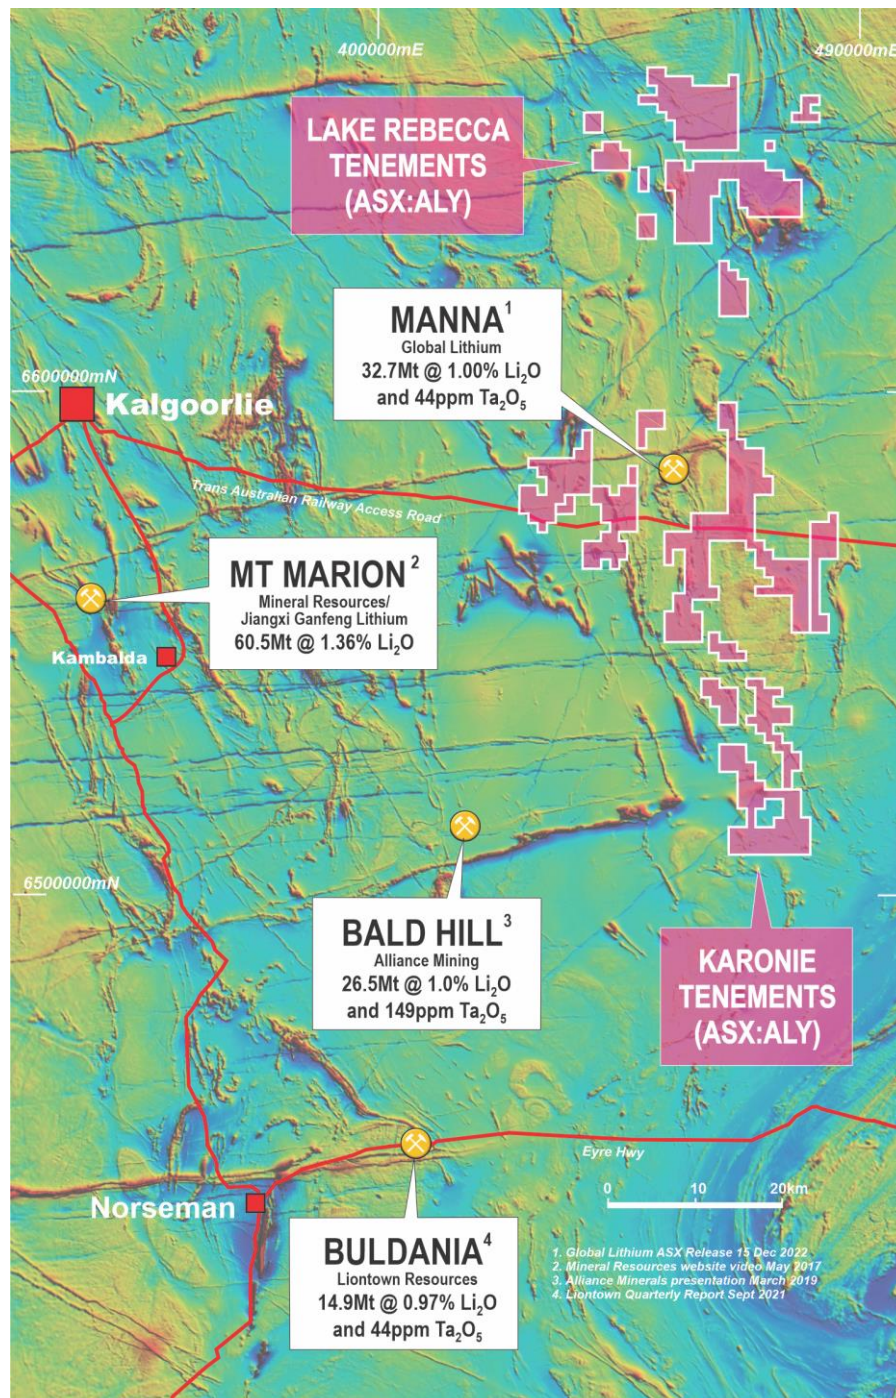 400000mE
490000mE
LAKE REBECCA
TENEMENTS
(ASX:ALY)
MANNA¹
Global Lithium
32.7Mt @ 1.00% Li₂O
and 44ppm Ta₂O₅
6600000mN
Kalgoorlie
Trans Australian Railway Access Road
MT MARION²
Mineral Resources/
Jiangxi Ganfeng Lithium
60.5Mt @ 1.36% Li₂O
Kambalda
6500000mN
BALD HILL³
Alliance Mining
26.5Mt @ 1.0% Li₂O
and 149ppm Ta₂O₅
KARONIE
TENEMENTS
(ASX:ALY)
Eyre Hwy
Norseman
0 10 20km
BULDANIA⁴
Liontown Resources
14.9Mt @ 0.97% Li₂O
and 44ppm Ta₂O₅
1. Global Lithium ASX Release 15 Dec 2022
2. Mineral Resources website video May 2017
3. Alliance Minerals presentation March 2019
4. Liontown Quarterly Report Sept 2021